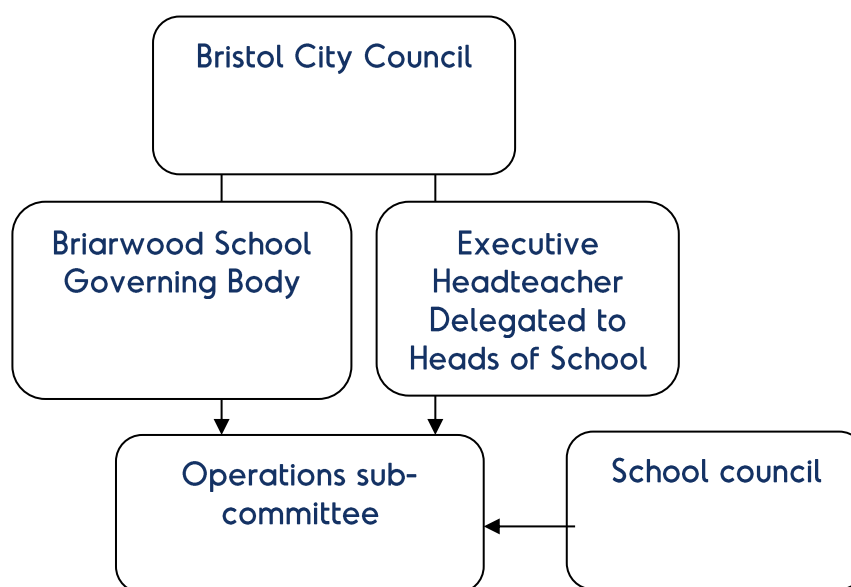 Bristol City Council
Briarwood School
Governing Body
Executive
Headteacher
Delegated to
Heads of School
Operations sub-
committee
School council